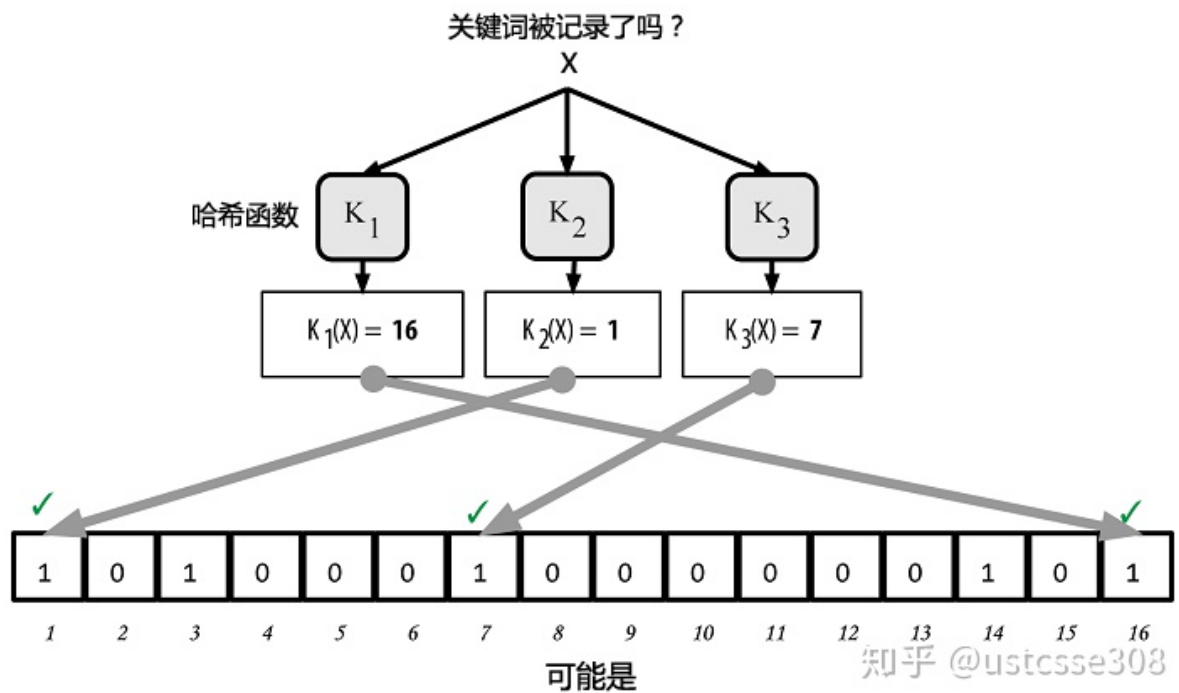 关键词被记录了吗？
X
哈希函数 K1 K2 K3
K1(X) = 16 K2(X) = 1 K3(X) = 7
✓ ✓ ✓
1 0 1 0 0 0 1 0 0 0 0 0 0 1 0 1
1 2 3 4 5 6 7 8 9 10 11 12 13 14 15 16
可能是
知乎 @ustcsse308